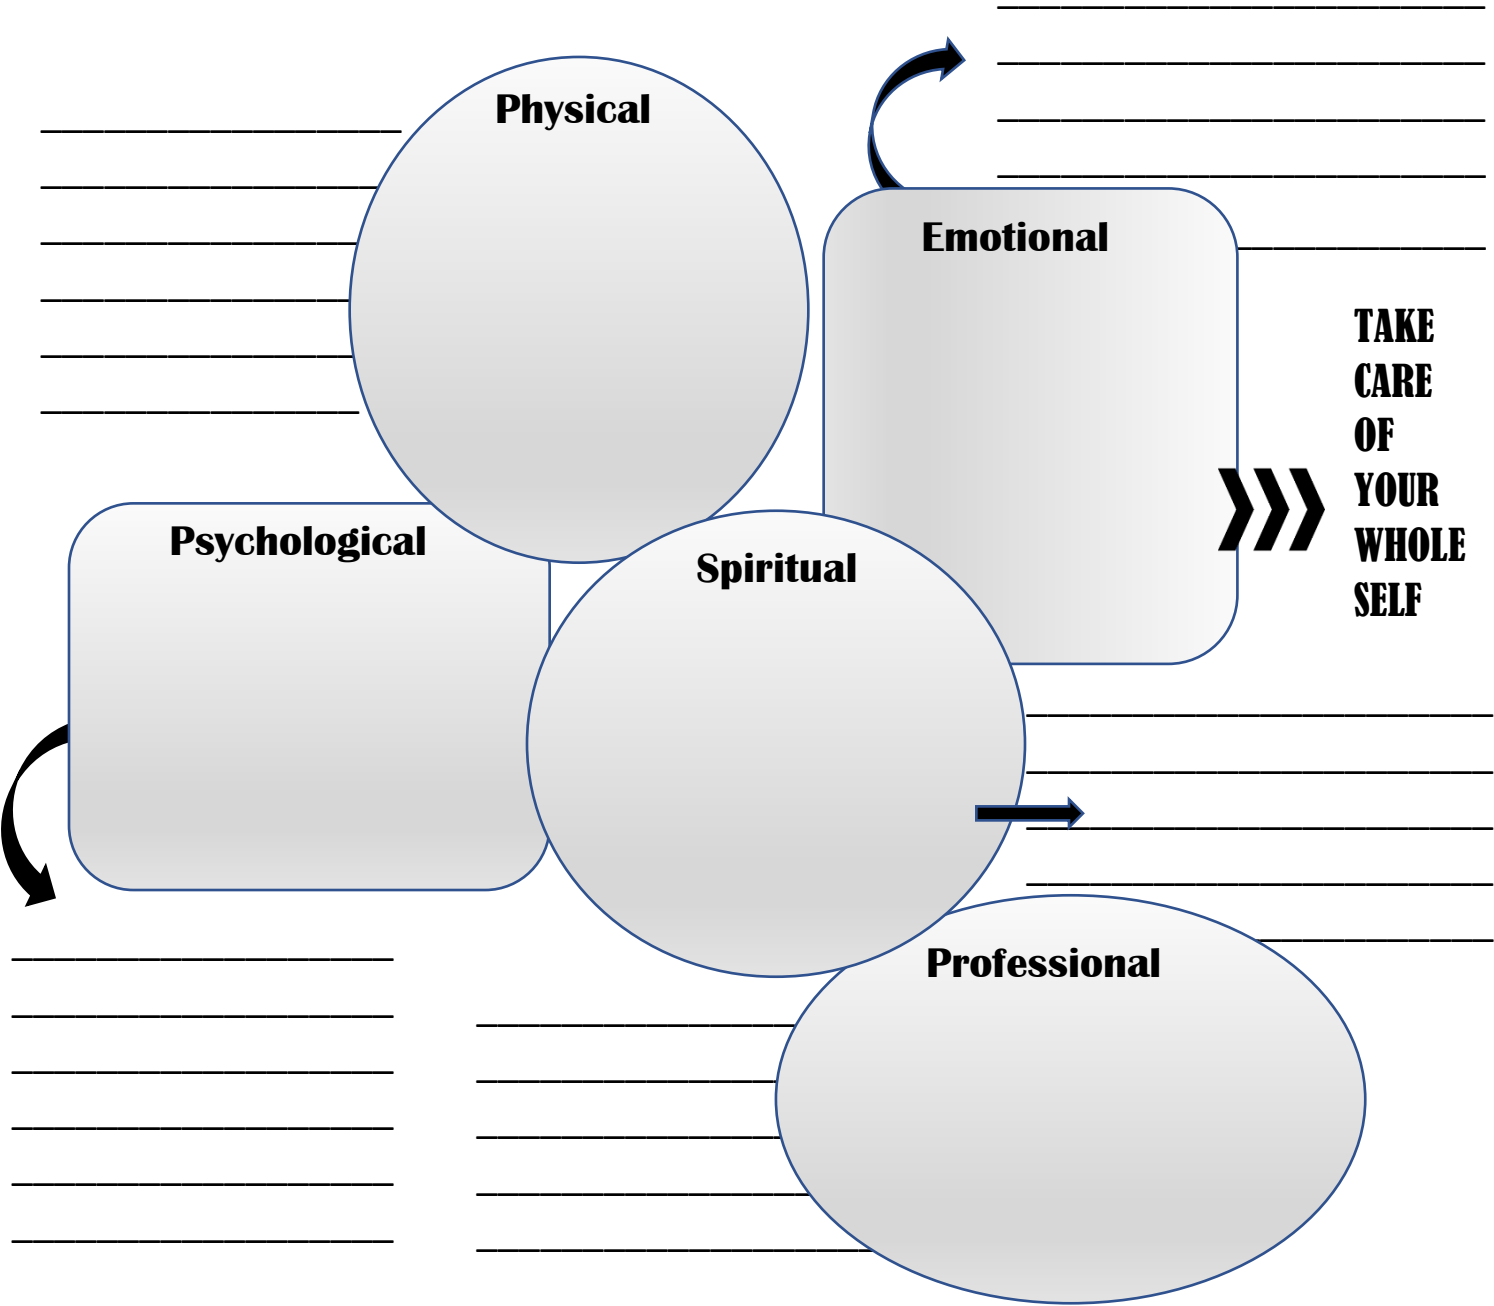 Physical
Emotional
TAKE
CARE
OF
YOUR
WHOLE
SELF
Psychological
Spiritual
Professional